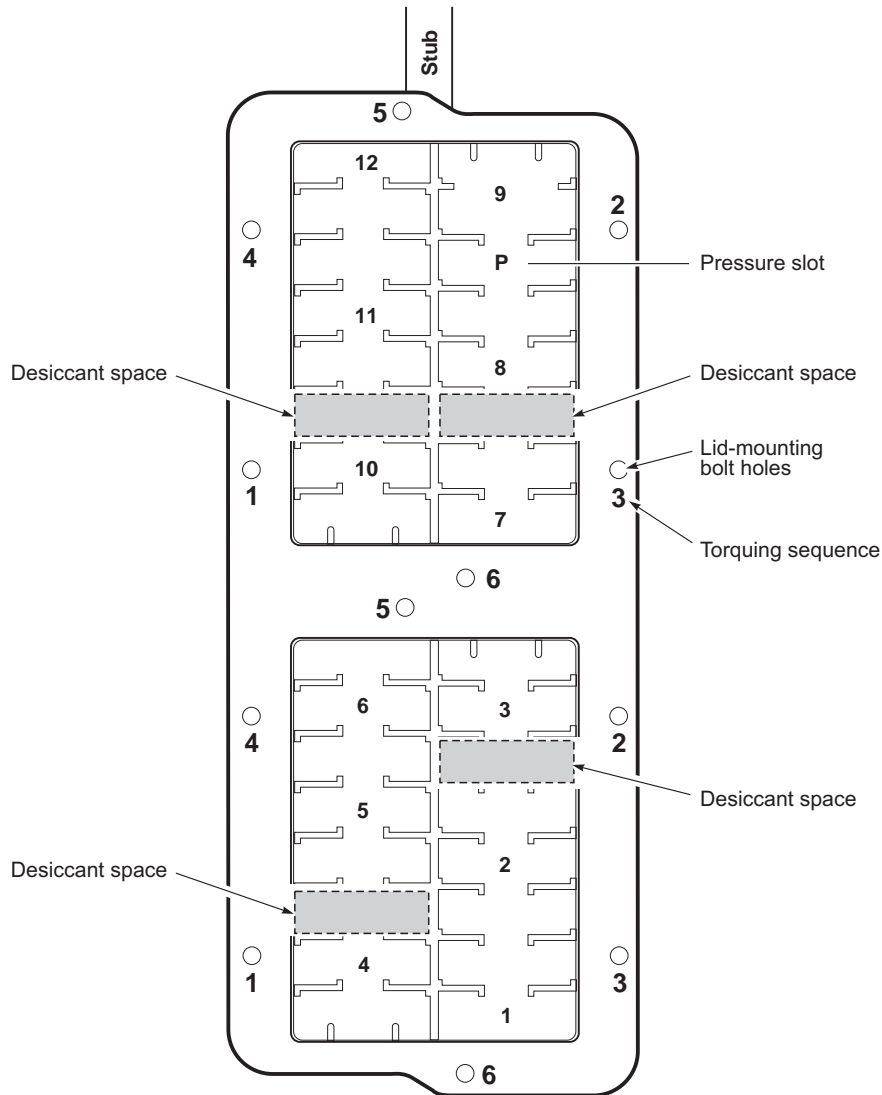 Stub
5
12
9
2
4
P
Pressure slot
11
8
Desiccant space
Desiccant space
Lid-mounting
bolt holes
10
1
3
7
Torquing sequence
6
5
6
3
4
2
Desiccant space
5
2
Desiccant space
4
1
3
1
6